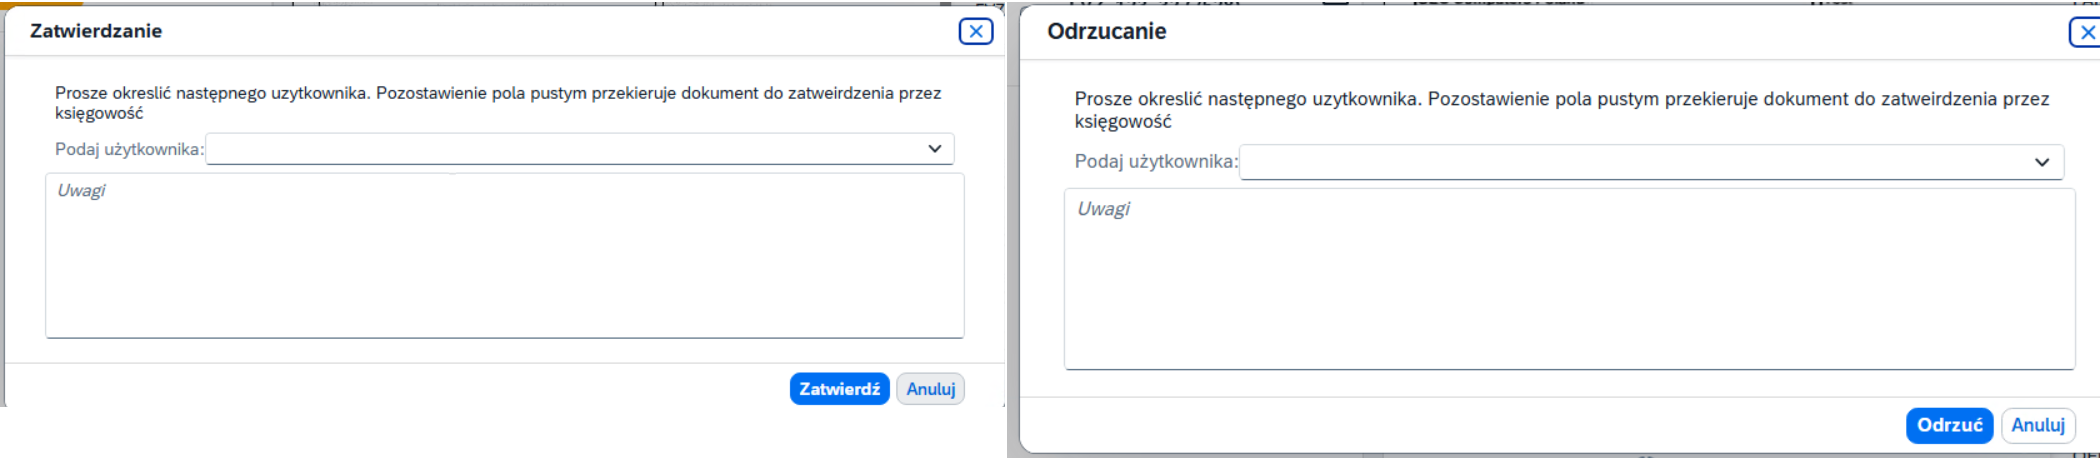 Zatwierdzanie
Prosze okreslić następnego uzytkownika. Pozostawienie pola pustym przekieruje dokument do zatweirdzenia przez
księgowość
Podaj użytkownika:
Uwagi
Zatwierdź Anuluj
Odrzucanie
Prosze okreslić następnego uzytkownika. Pozostawienie pola pustym przekieruje dokument do zatweirdzenia przez
księgowość
Podaj użytkownika:
Uwagi
Odrzuć Anuluj